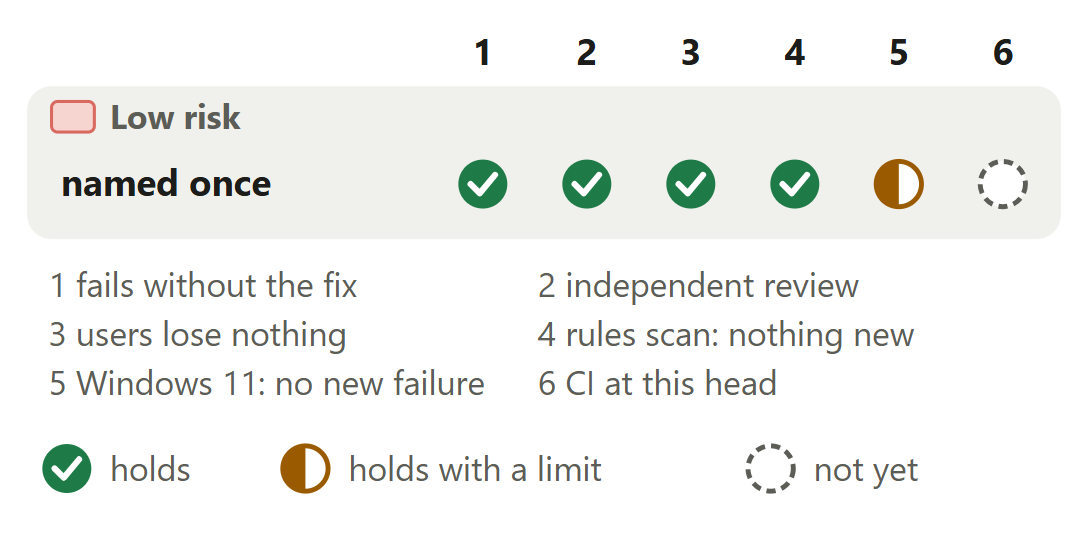 1 2 3 4 5 6
Low risk
named once
1 fails without the fix 2 independent review
3 users lose nothing 4 rules scan: nothing new
5 Windows 11: no new failure 6 CI at this head
holds holds with a limit not yet